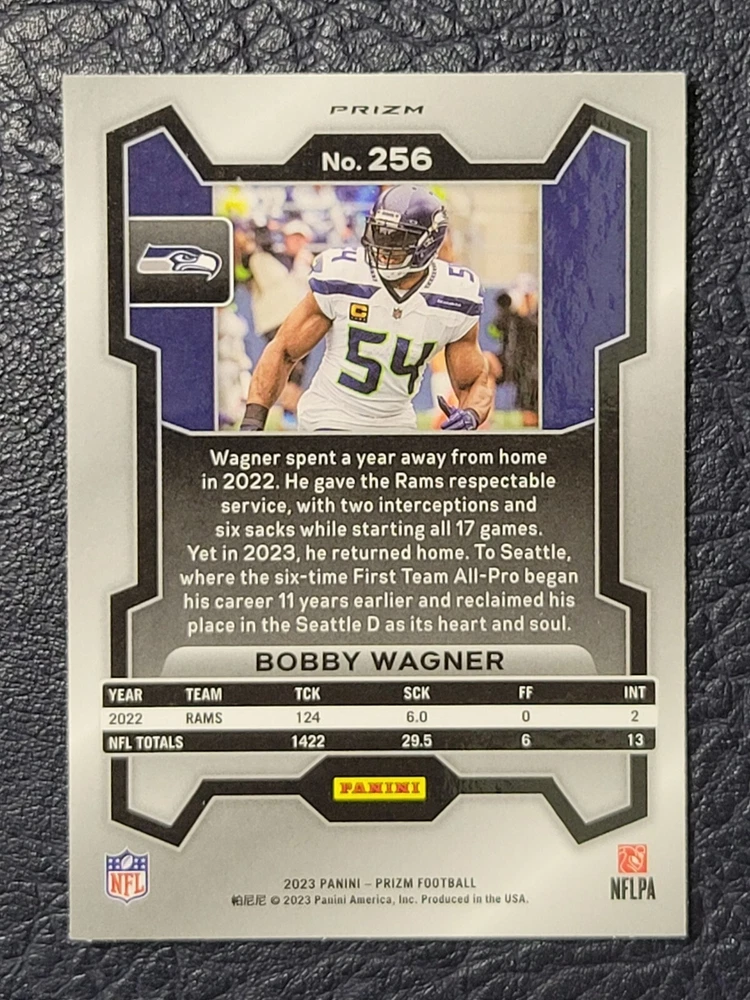 PRIZM
No. 256
54
54
C
Wagner spent a year away from home
in 2022. He gave the Rams respectable
service, with two interceptions and
six sacks while starting all 17 games.
Yet in 2023, he returned home. To Seattle,
where the six-time First Team All-Pro began
his career 11 years earlier and reclaimed his
place in the Seattle D as its heart and soul.
BOBBY WAGNER
YEAR TEAM TCK SCK FF INT
2022 RAMS 124 6.0 0 2
NFL TOTALS 1422 29.5 6 13
PANINI
NFL
2023 PANINI – PRIZM FOOTBALL
帕尼尼 © 2023 Panini America, Inc. Produced in the USA.
NFLPA